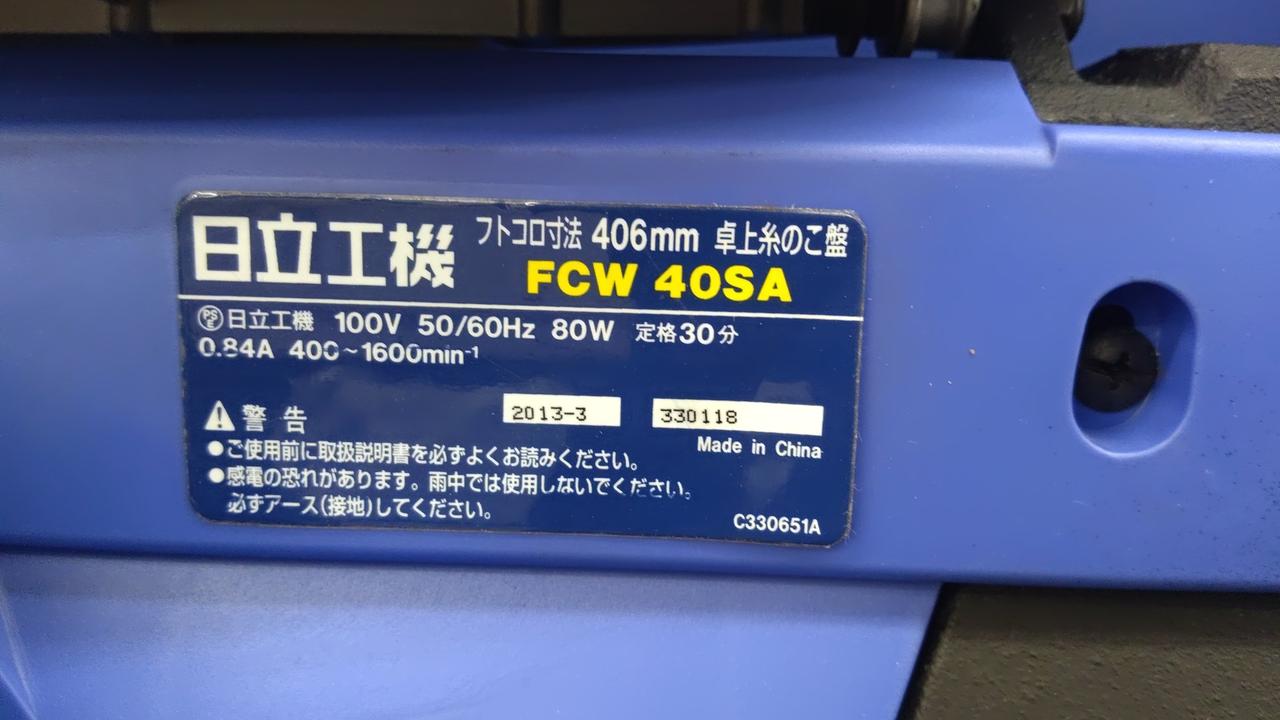 日立工機 フトコロ寸法 406mm 卓上糸のこ盤
FCW 40SA
PSE 日立工機 100V 50/60Hz 80W 定格30分
0.84A 400~1600min⁻¹
⚠ 警告
2013-3 330118
Made in China
●ご使用前に取扱説明書を必ずよくお読みください。
●感電の恐れがあります。雨中では使用しないでください。
必ずアース(接地)してください。
C330651A